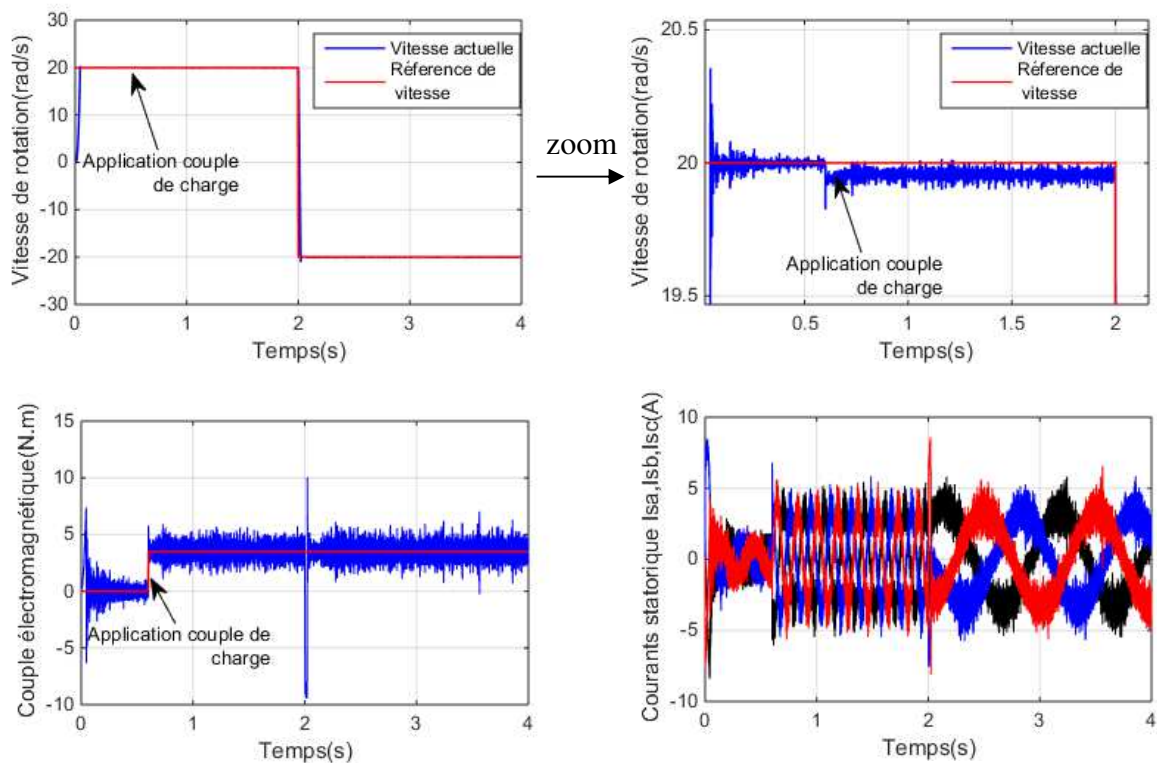 30
20
10
0
-10
-20
-30
0
1
2
3
4
Vitesse de rotation(rad/s)
Temps(s)
Vitesse actuelle
Réference de
vitesse
Application couple
de charge
zoom
20.5
20
19.5
0.5
1
1.5
2
Vitesse de rotation(rad/s)
Temps(s)
Vitesse actuelle
Réference de
vitesse
Application couple
de charge
15
10
5
0
-5
-10
0
1
2
3
4
Couple électromagnétique(N.m)
Temps(s)
Application couple de
charge
10
5
0
-5
-10
0
1
2
3
4
Courants statorique Isa,Isb,Isc(A)
Temps(s)